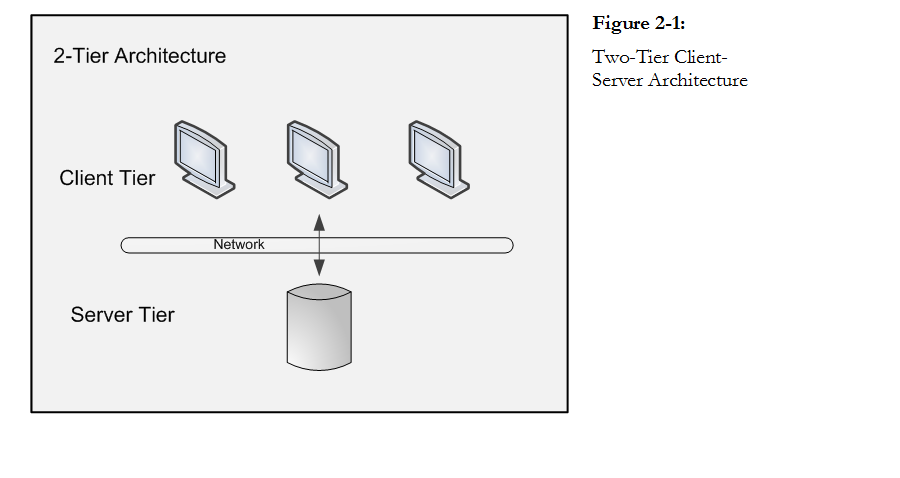 2-Tier Architecture
Client Tier
Network
Server Tier
Figure 2-1:
Two-Tier Client-
Server Architecture